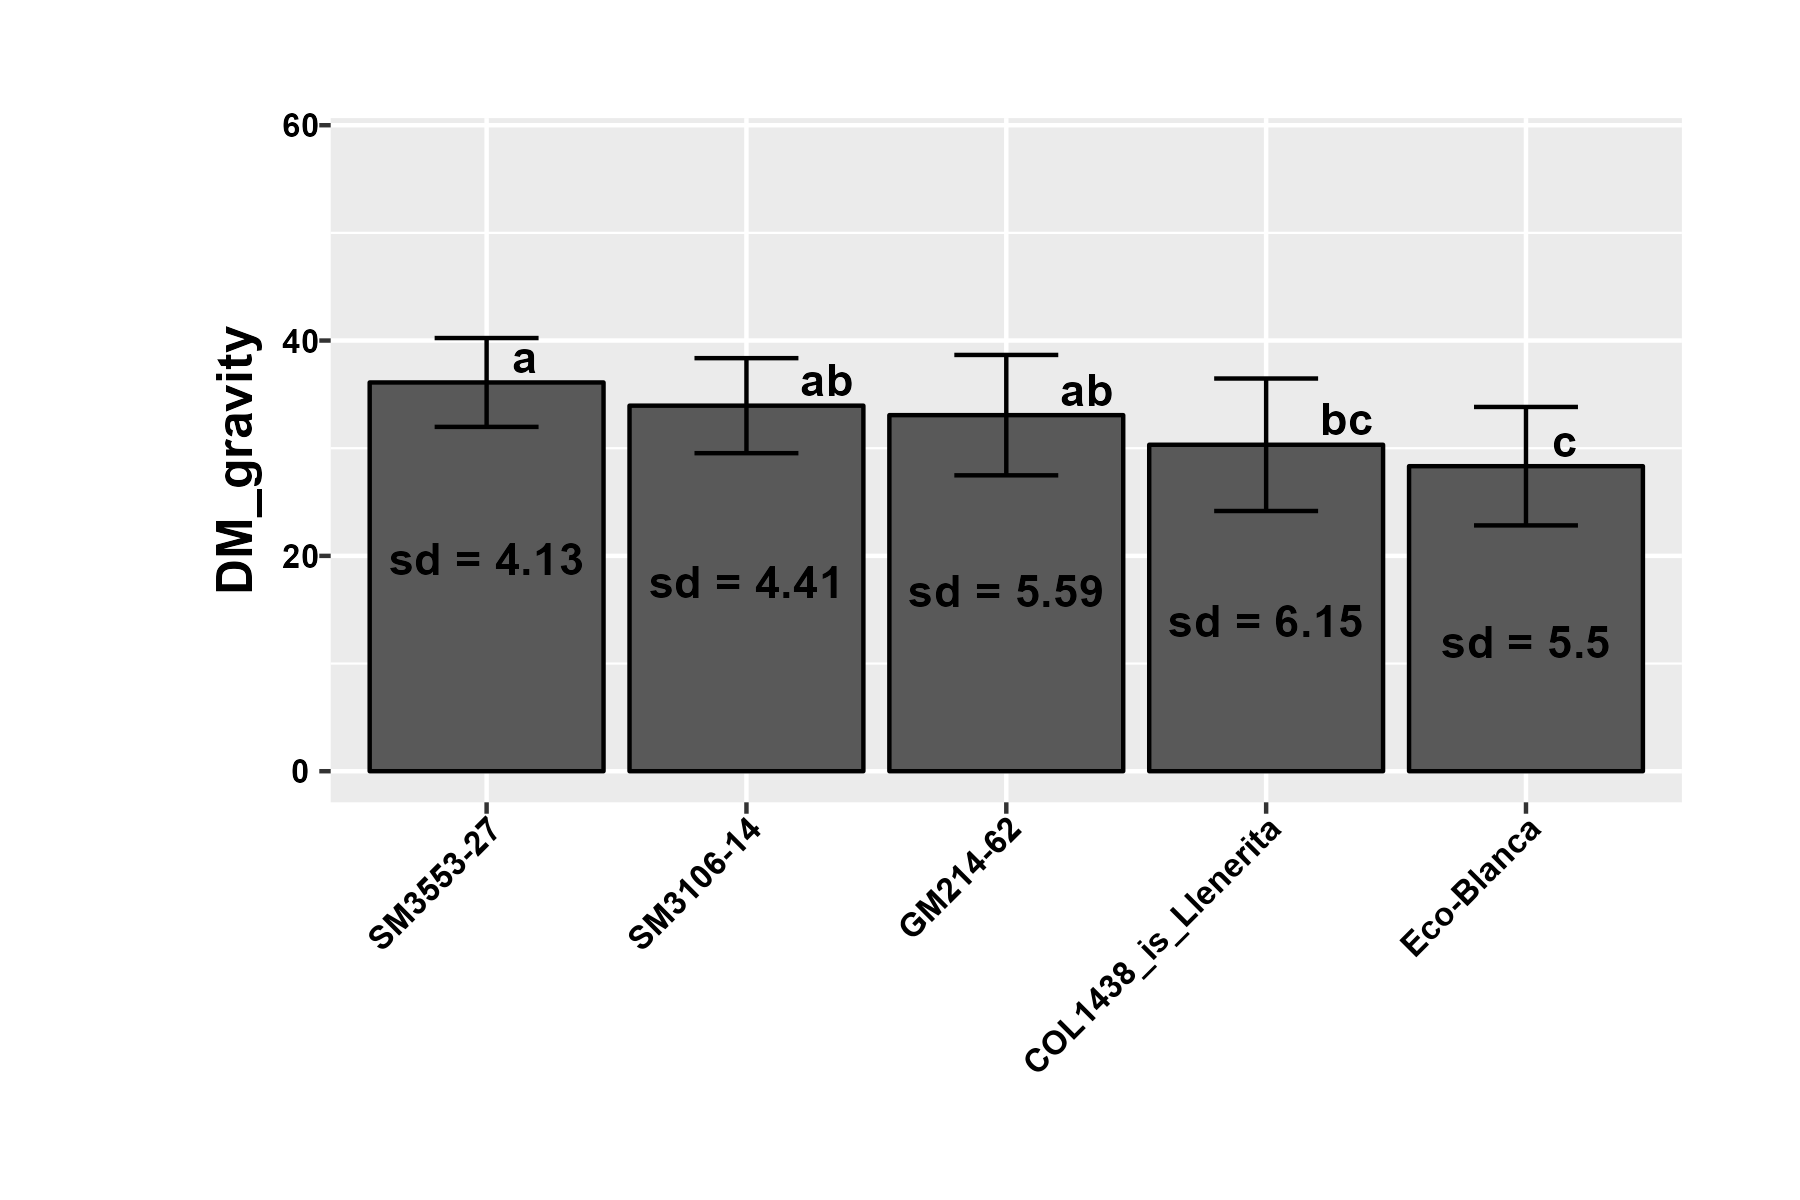 DM_gravity
60
40
20
0
a
ab
ab
bc
c
sd = 4.13
sd = 4.41
sd = 5.59
sd = 6.15
sd = 5.5
SM3553-27
SM3106-14
GM214-62
COL1438_is_Llenerita
Eco-Blanca